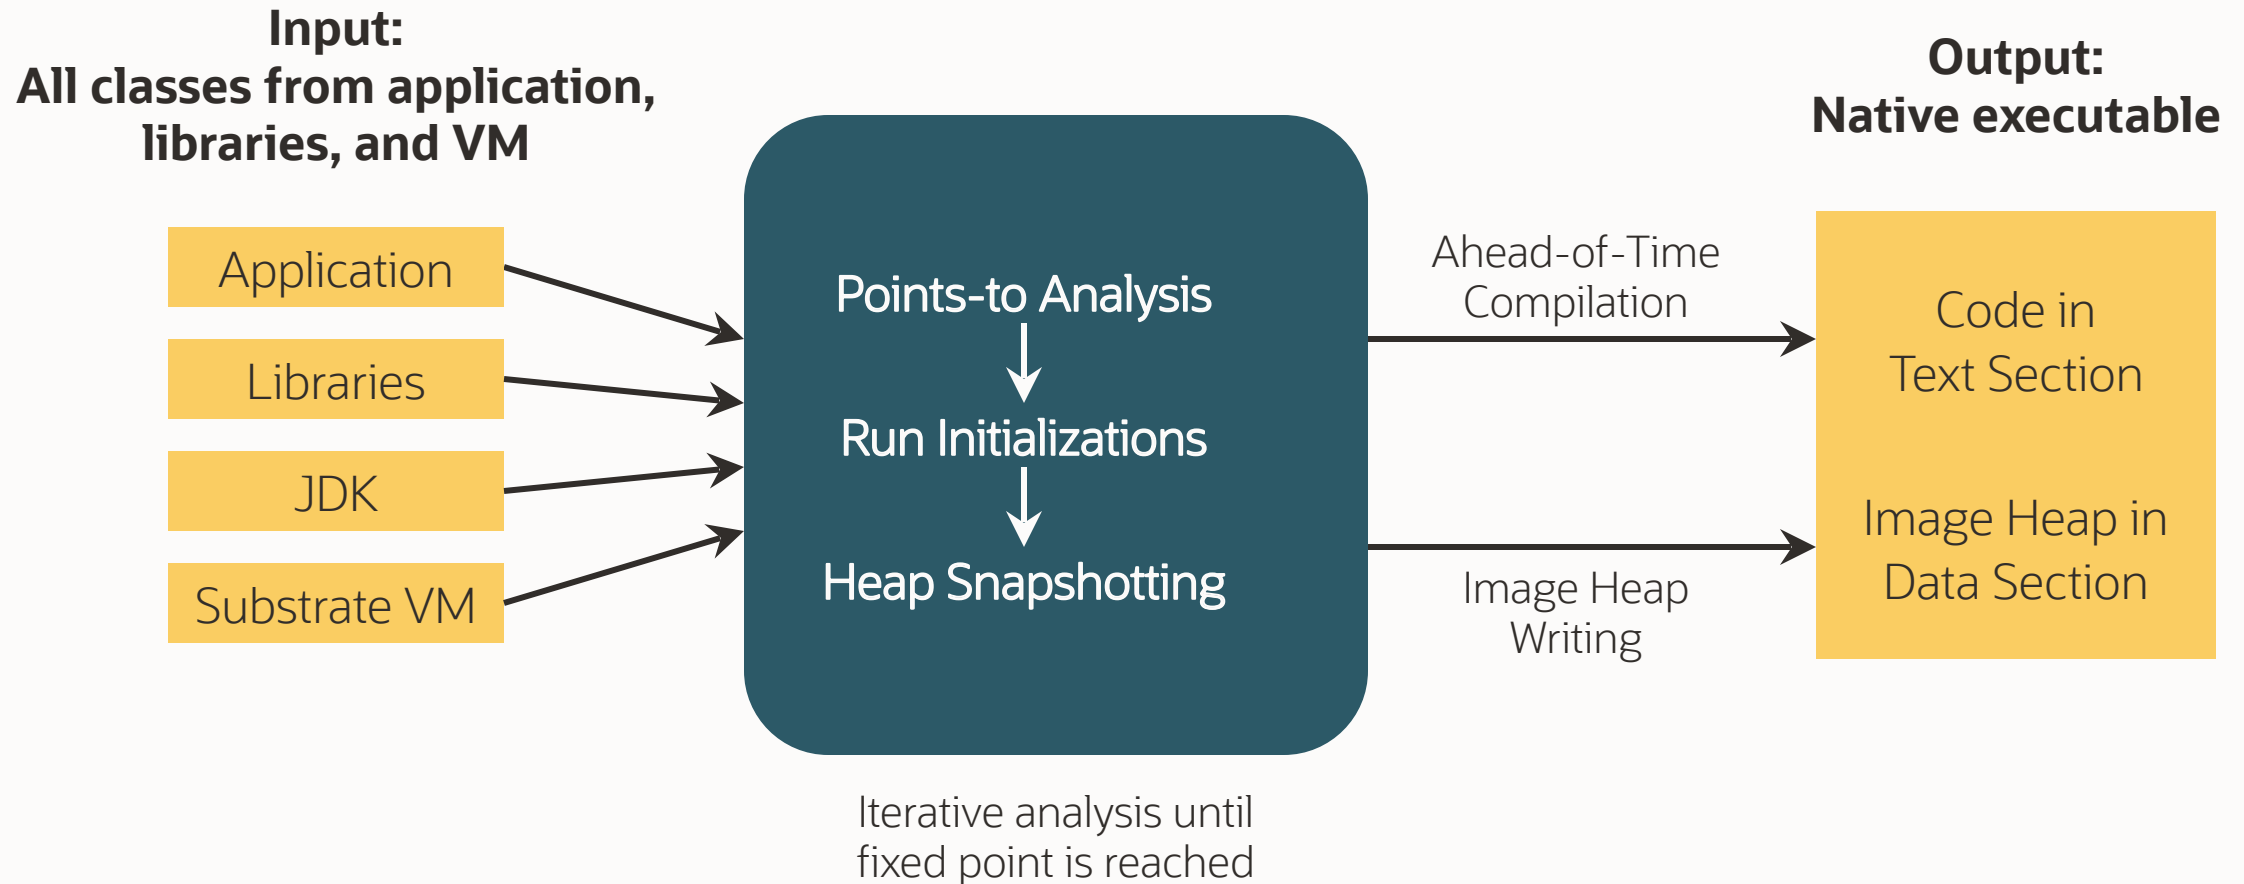 Input:
All classes from application,
libraries, and VM
Application
Libraries
JDK
Substrate VM
Points-to Analysis
Run Initializations
Heap Snapshotting
Iterative analysis until
fixed point is reached
Ahead-of-Time
Compilation
Image Heap
Writing
Output:
Native executable
Code in
Text Section
Image Heap in
Data Section